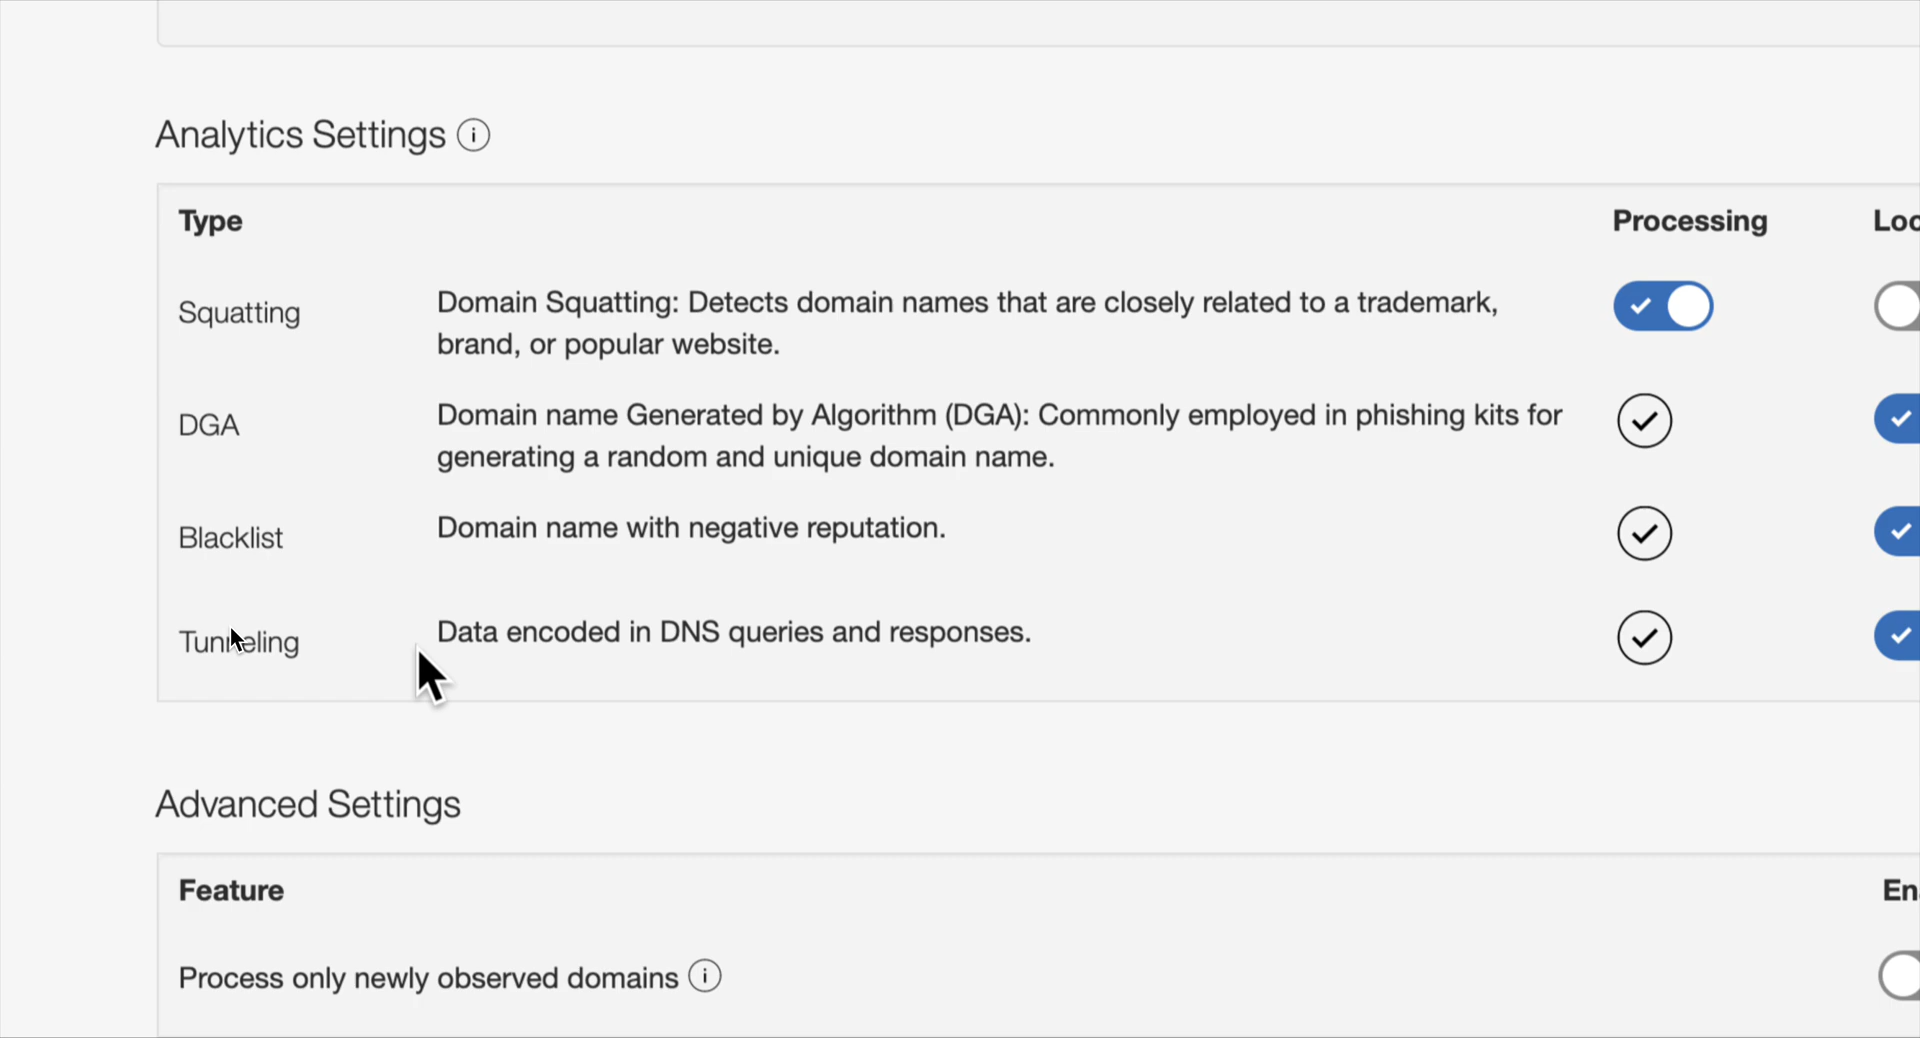 Analytics Settings
Type Processing
Squatting Domain Squatting: Detects domain names that are closely related to a trademark,
brand, or popular website.
DGA Domain name Generated by Algorithm (DGA): Commonly employed in phishing kits for
generating a random and unique domain name.
Blacklist Domain name with negative reputation.
Tunneling Data encoded in DNS queries and responses.
Advanced Settings
Feature
Process only newly observed domains